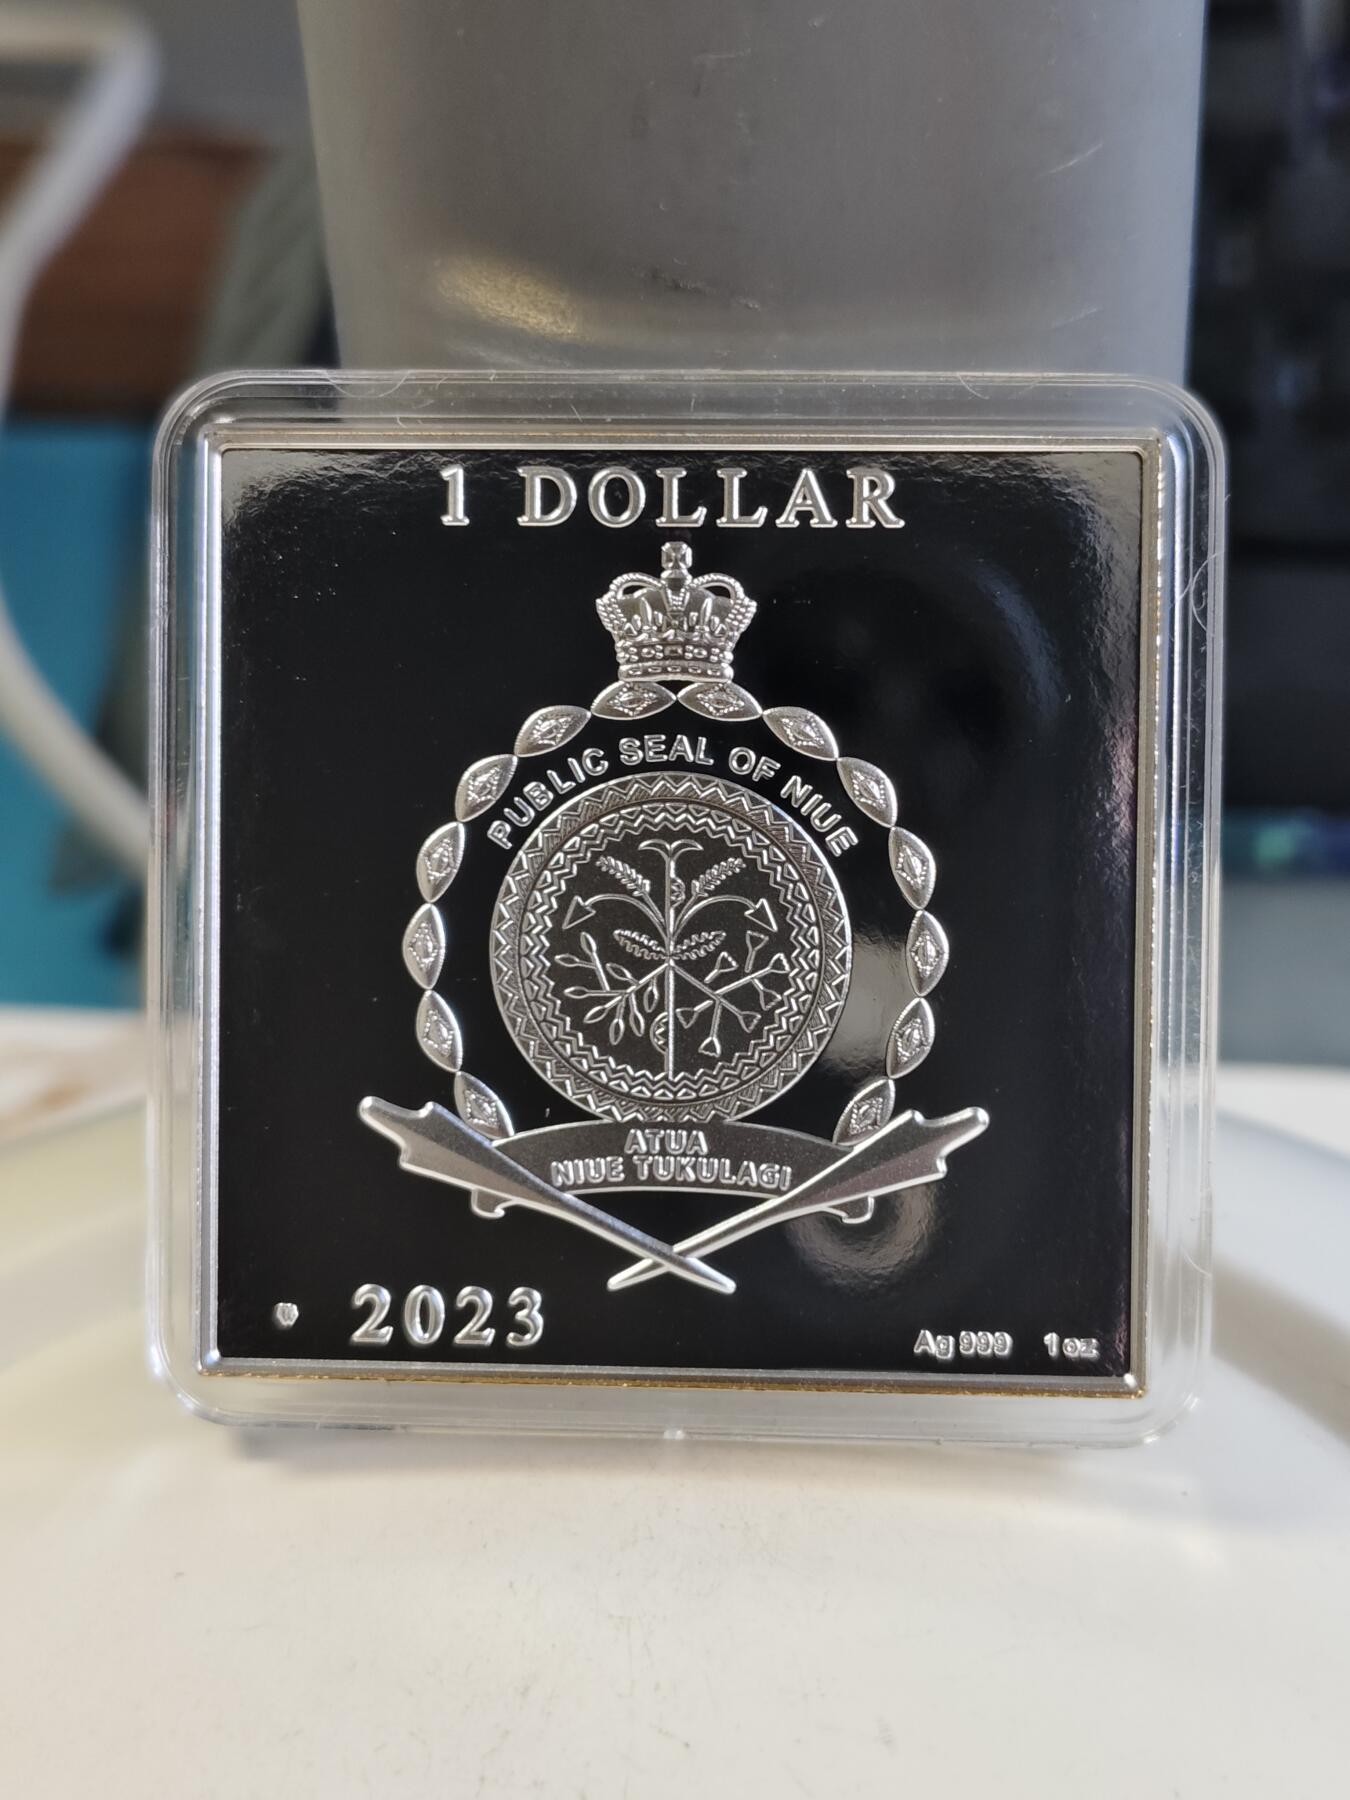 1 DOLLAR
PUBLIC SEAL OF NIUE
ATUA
NIUE TUKULAGI
2023
Ag 999 1 oz